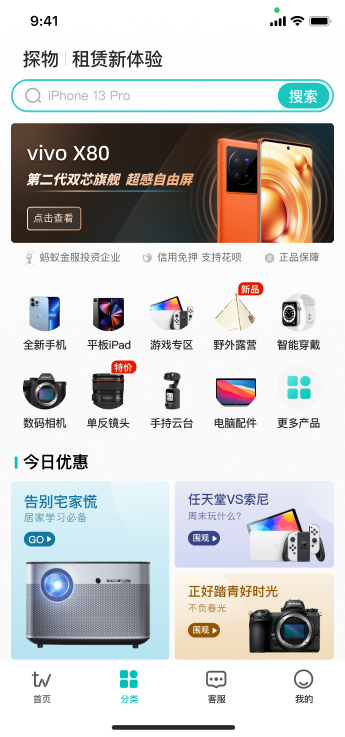 9:41
探物 租赁新体验
iPhone 13 Pro 搜索
vivo X80
第二代双芯旗舰 超感自由屏
点击查看
蚂蚁金服投资企业 信用免押 支持花呗 正品保障
新品
全新手机 平板iPad 游戏专区 野外露营 智能穿戴
特价
数码相机 单反镜头 手持云台 电脑配件 更多产品
今日优惠
告别宅家慌
居家学习必备
GO
任天堂VS索尼
周末玩什么?
围观
正好踏青好时光
不负春光
围观
首页 分类 客服 我的